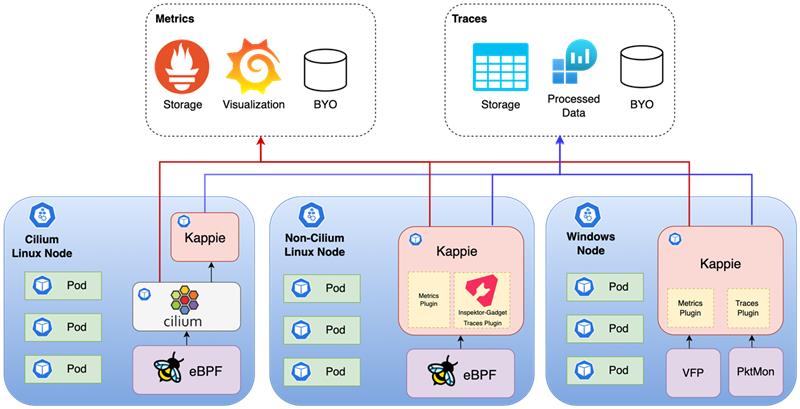 Metrics
Storage
Visualization
BYO
Traces
Storage
Processed
Data
BYO
Cilium
Linux Node
Pod
Pod
Pod
Kappie
cilium
eBPF
Non-Cilium
Linux Node
Pod
Pod
Pod
Kappie
Metrics
Plugin
Inspektor-Gadget
Traces Plugin
eBPF
Windows
Node
Pod
Pod
Pod
Kappie
Metrics
Plugin
Traces
Plugin
VFP
PktMon